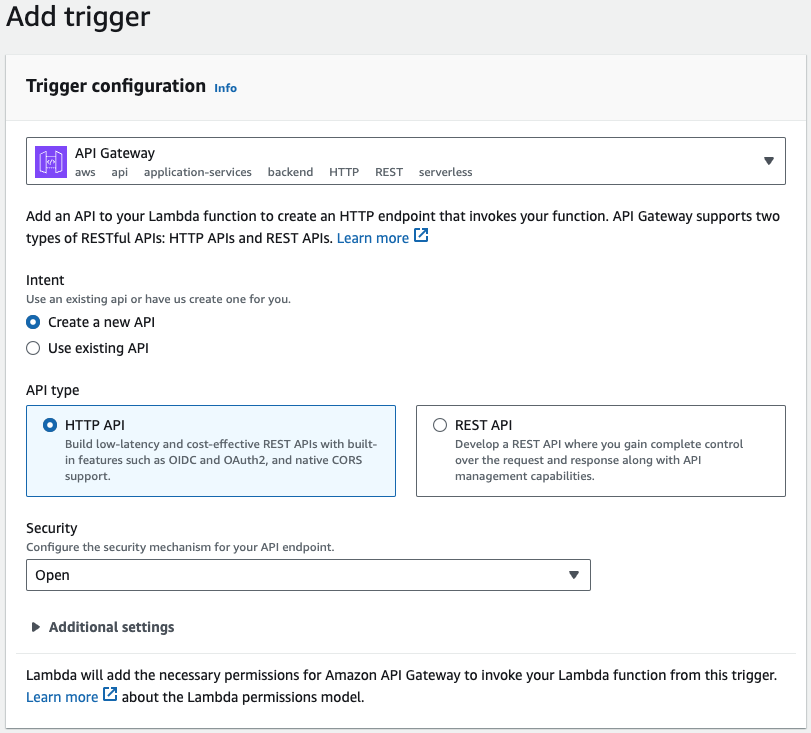 Add trigger
Trigger configuration Info
API Gateway
aws api application-services backend HTTP REST serverless
Add an API to your Lambda function to create an HTTP endpoint that invokes your function. API Gateway supports two
types of RESTful APIs: HTTP APIs and REST APIs. Learn more
Intent
Use an existing api or have us create one for you.
Create a new API
Use existing API
API type
HTTP API
Build low-latency and cost-effective REST APIs with built-
in features such as OIDC and OAuth2, and native CORS
support.
REST API
Develop a REST API where you gain complete control
over the request and response along with API
management capabilities.
Security
Configure the security mechanism for your API endpoint.
Open
Additional settings
Lambda will add the necessary permissions for Amazon API Gateway to invoke your Lambda function from this trigger.
Learn more about the Lambda permissions model.